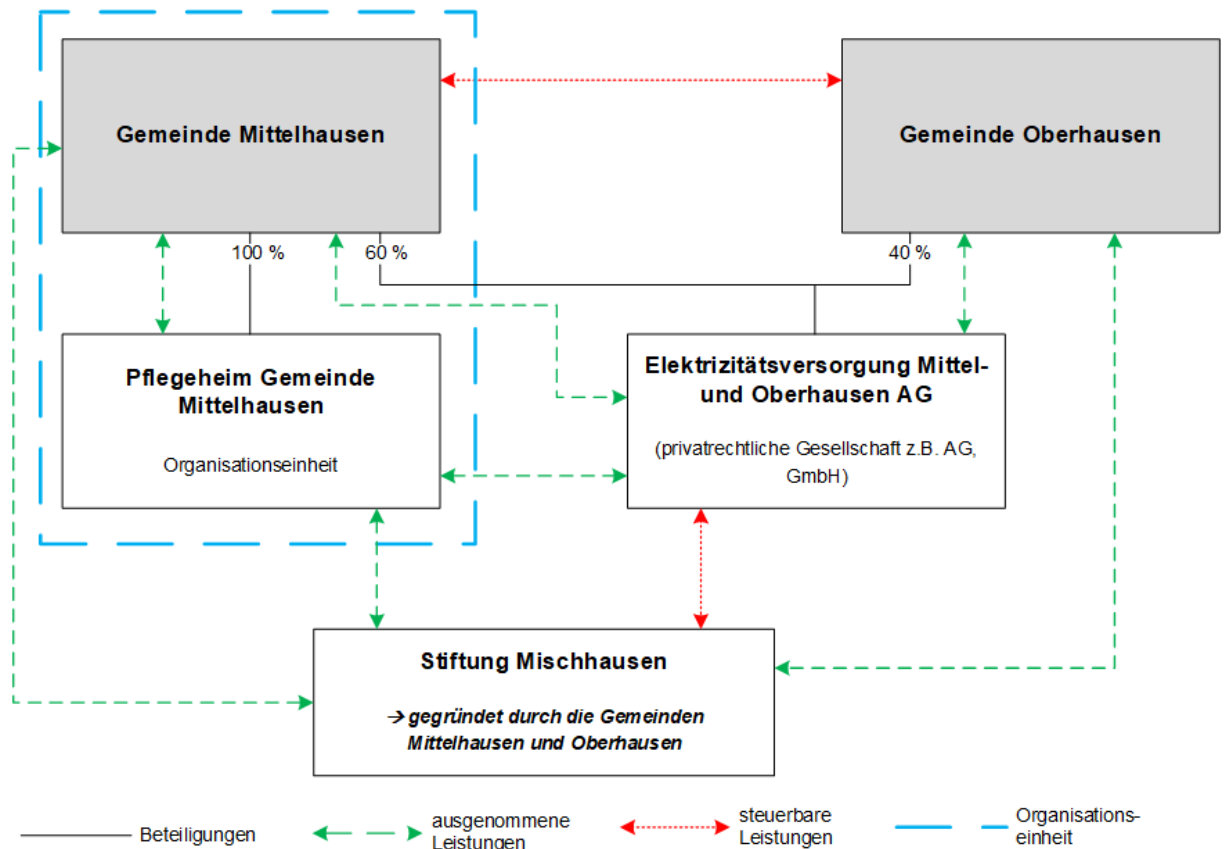 Gemeinde Mittelhausen
Gemeinde Oberhausen
100 %
60 %
40 %
Pflegeheim Gemeinde
Mittelhausen
Organisationseinheit
Elektrizitätsversorgung Mittel-
und Oberhausen AG
(privatrechtliche Gesellschaft z.B. AG,
GmbH)
Stiftung Mischhausen
→ gegründet durch die Gemeinden
Mittelhausen und Oberhausen
Beteiligungen
ausgenommene
Leistungen
steuerbare
Leistungen
Organisations-
einheit